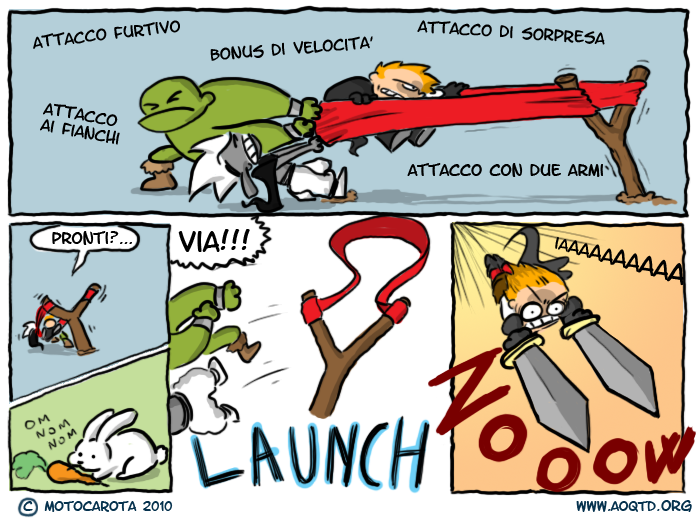 ATTACCO FURTIVO
BONUS DI VELOCITA'
ATTACCO DI SORPRESA
ATTACCO
AI FIANCHI
ATTACCO CON DUE ARMI
PRONTI?...
OM
NOM
NOM
VIA!!!
LAUNCH
IAAAAAAAAAA
ZOOOOW
© MOTOCAROTA 2010
WWW.AOQTD.ORG